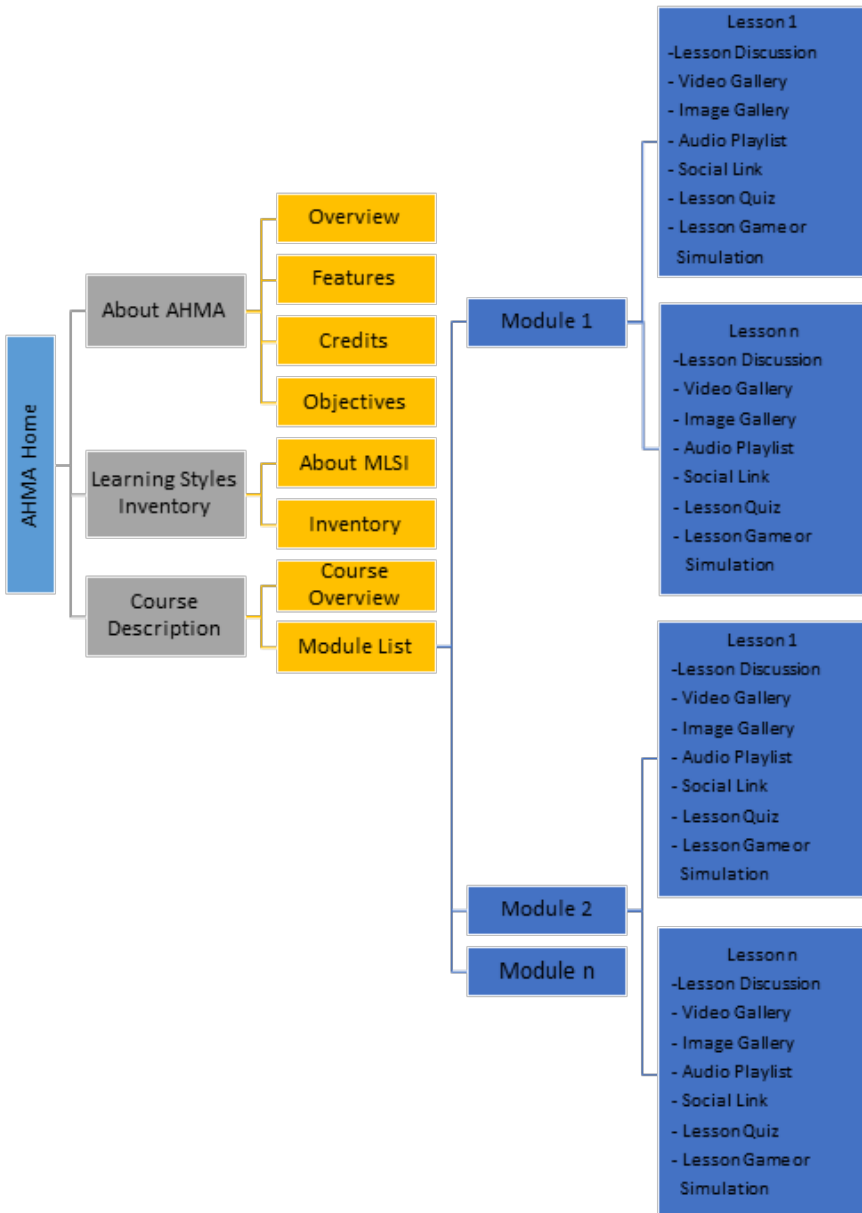 AHMA Home
About AHMA
Learning Styles
Inventory
Course
Description
Overview
Features
Credits
Objectives
About MLSI
Inventory
Course
Overview
Module List
Module 1
Module 2
Module n
Lesson 1
-Lesson Discussion
- Video Gallery
- Image Gallery
- Audio Playlist
- Social Link
- Lesson Quiz
- Lesson Game or
Simulation
Lesson n
-Lesson Discussion
- Video Gallery
- Image Gallery
- Audio Playlist
- Social Link
- Lesson Quiz
- Lesson Game or
Simulation
Lesson 1
-Lesson Discussion
- Video Gallery
- Image Gallery
- Audio Playlist
- Social Link
- Lesson Quiz
- Lesson Game or
Simulation
Lesson n
-Lesson Discussion
- Video Gallery
- Image Gallery
- Audio Playlist
- Social Link
- Lesson Quiz
- Lesson Game or
Simulation